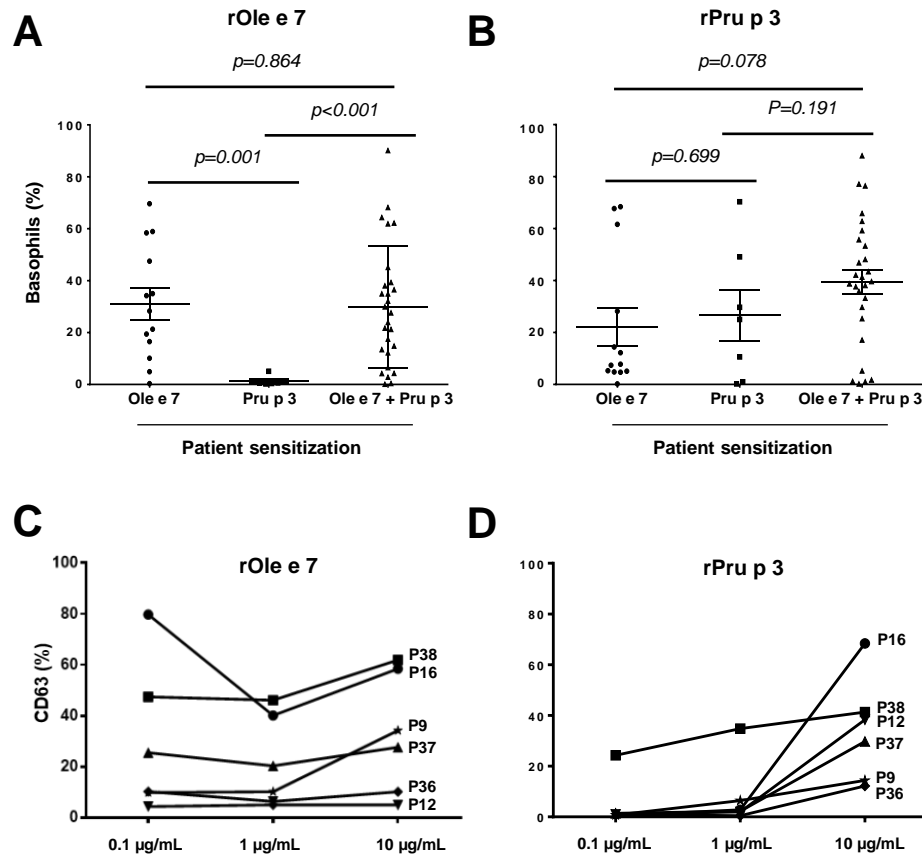 A
rOle e 7
p=0.864
p<0.001
p=0.001
100
80
60
40
20
0
Basophils (%)
Ole e 7 Pru p 3 Ole e 7 + Pru p 3
Patient sensitization
B
rPru p 3
p=0.078
P=0.191
p=0.699
100
80
60
40
20
0
Ole e 7 Pru p 3 Ole e 7 + Pru p 3
Patient sensitization
C
rOle e 7
100
80
60
40
20
0
CD63 (%)
P38
P16
P9
P37
P36
P12
0.1 µg/mL 1 µg/mL 10 µg/mL
D
rPru p 3
100
80
60
40
20
0
P16
P38
P12
P37
P9
P36
0.1 µg/mL 1 µg/mL 10 µg/mL